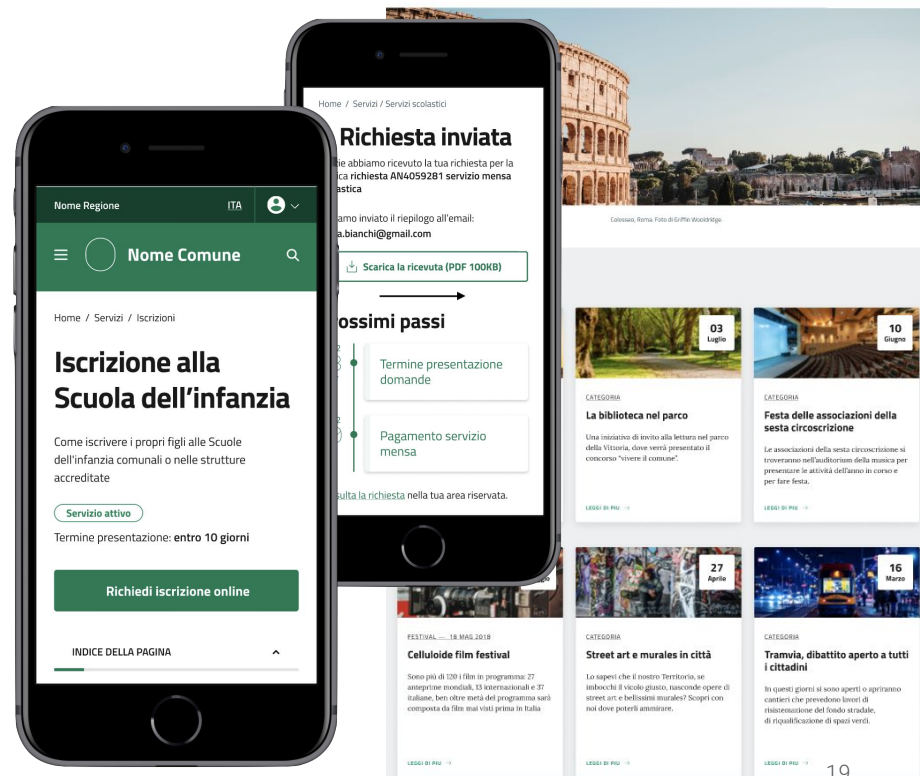 Nome Regione
ITA
Nome Comune
Home / Servizi / Iscrizioni
Iscrizione alla
Scuola dell'infanzia
Come iscrivere i propri figli alle Scuole
dell'infanzia comunali o nelle strutture
accreditate
Servizio attivo
Termine presentazione: entro 10 giorni
Richiedi iscrizione online
INDICE DELLA PAGINA
Home / Servizi / Servizi scolastici
Richiesta inviata
abbiamo ricevuto la tua richiesta per la
richiesta AN4059281 servizio mensa
inviato il riepilogo all'email:
a.bianchi@gmail.com
Scarica la ricevuta (PDF 100KB)
ossimi passi
Termine presentazione
domande
Pagamento servizio
mensa
la richiesta nella tua area riservata.
Colosseo, Roma. Foto di Griffin Wooldridge
03
Luglio
CATEGORIA
La biblioteca nel parco
Una iniziativa di invito alla lettura nel parco
della Vittoria, dove verrà presentato il
concorso "vivere il comune".
LEGGI DI PIÙ →
10
Giugno
CATEGORIA
Festa delle associazioni della
sesta circoscrizione
Le associazioni della sesta circoscrizione si
troveranno nell'auditorium della musica per
presentare le attività dell'anno in corso e
per fare festa.
LEGGI DI PIÙ →
FESTIVAL — 18 MAG 2018
Celluloide film festival
Sono più di 120 i film in programma: 27
anteprime mondiali, 13 internazionali e 37
italiane, ben oltre metà del programma sarà
composta da film mai visti prima in Italia
LEGGI DI PIÙ →
27
Aprile
CATEGORIA
Street art e murales in città
Lo sapevi che il nostro Territorio, se
imbocchi il vicolo giusto, nasconde opere di
street art e bellissimi murales? Scopri con
noi dove poterli ammirare.
LEGGI DI PIÙ →
16
Marzo
CATEGORIA
Tramvia, dibattito aperto a tutti
i cittadini
In questi giorni si sono aperti o apriranno
cantieri che prevedono lavori di
risistemazione del fondo stradale,
di riqualificazione di spazi verdi.
LEGGI DI PIÙ →
19